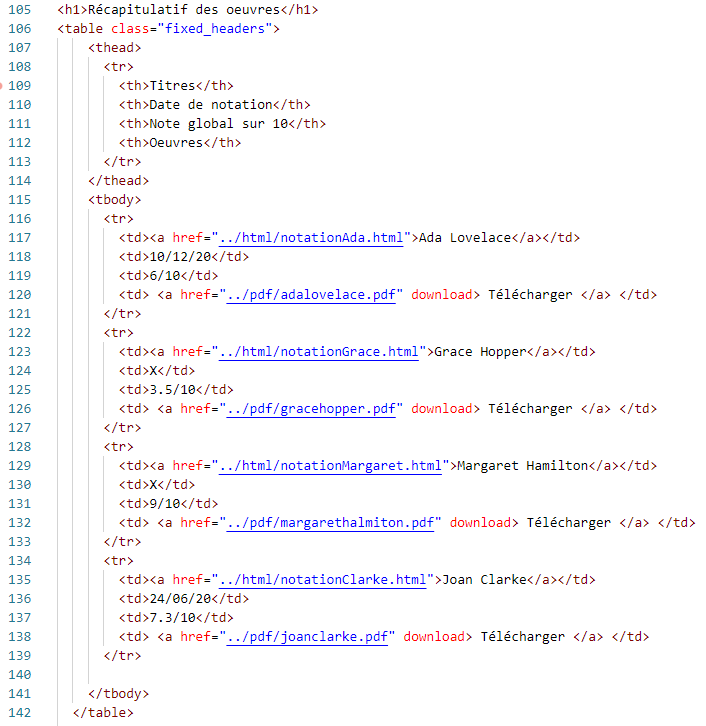 105 <h1>Récapitulatif des oeuvres</h1>
106 <table class="fixed_headers">
107 <thead>
108 <tr>
109 <th>Titres</th>
110 <th>Date de notation</th>
111 <th>Note global sur 10</th>
112 <th>Oeuvres</th>
113 </tr>
114 </thead>
115 <tbody>
116 <tr>
117 <td><a href="../html/notationAda.html">Ada Lovelace</a></td>
118 <td>10/12/20</td>
119 <td>6/10</td>
120 <td> <a href="../pdf/adalovelace.pdf" download> Télécharger </a> </td>
121 </tr>
122 <tr>
123 <td><a href="../html/notationGrace.html">Grace Hopper</a></td>
124 <td>X</td>
125 <td>3.5/10</td>
126 <td> <a href="../pdf/gracehopper.pdf" download> Télécharger </a> </td>
127 </tr>
128 <tr>
129 <td><a href="../html/notationMargaret.html">Margaret Hamilton</a></td>
130 <td>X</td>
131 <td>9/10</td>
132 <td> <a href="../pdf/margarethalmiton.pdf" download> Télécharger </a> </td>
133 </tr>
134 <tr>
135 <td><a href="../html/notationClarke.html">Joan Clarke</a></td>
136 <td>24/06/20</td>
137 <td>7.3/10</td>
138 <td> <a href="../pdf/joanclarke.pdf" download> Télécharger </a> </td>
139 </tr>
140
141 </tbody>
142 </table>